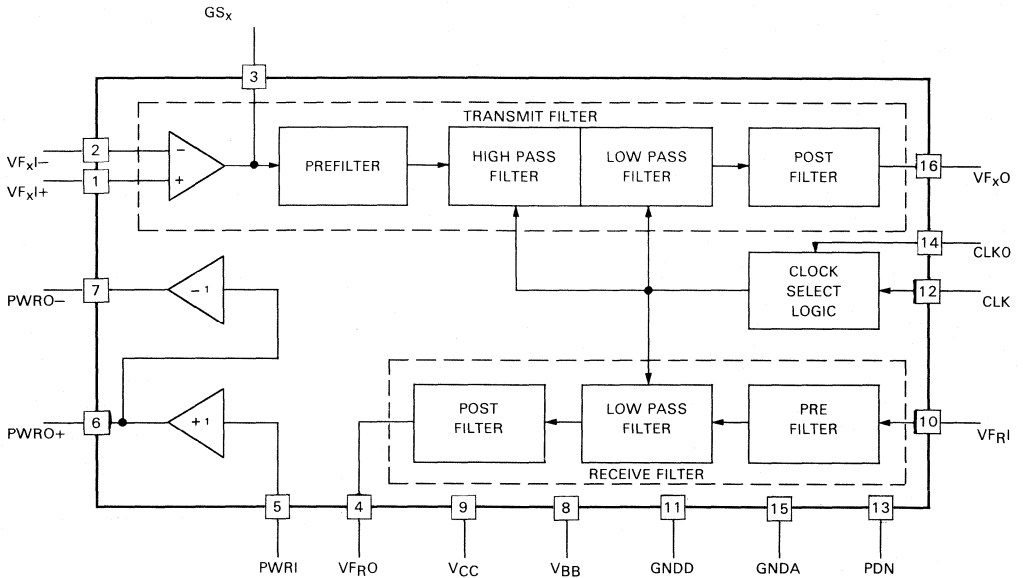 GSX
3
TRANSMIT FILTER
2
VFXI−
−
1
VFXI+
+
PREFILTER
HIGH PASS
FILTER
LOW PASS
FILTER
POST
FILTER
16
VFXO
14
CLK0
CLOCK
SELECT
LOGIC
12
CLK
7
PWRO−
−1
6
PWRO+
+1
POST
FILTER
LOW PASS
FILTER
PRE
FILTER
10
VFRI
RECEIVE FILTER
5
4
9
8
11
15
13
PWRI
VFRO
VCC
VBB
GNDD
GNDA
PDN